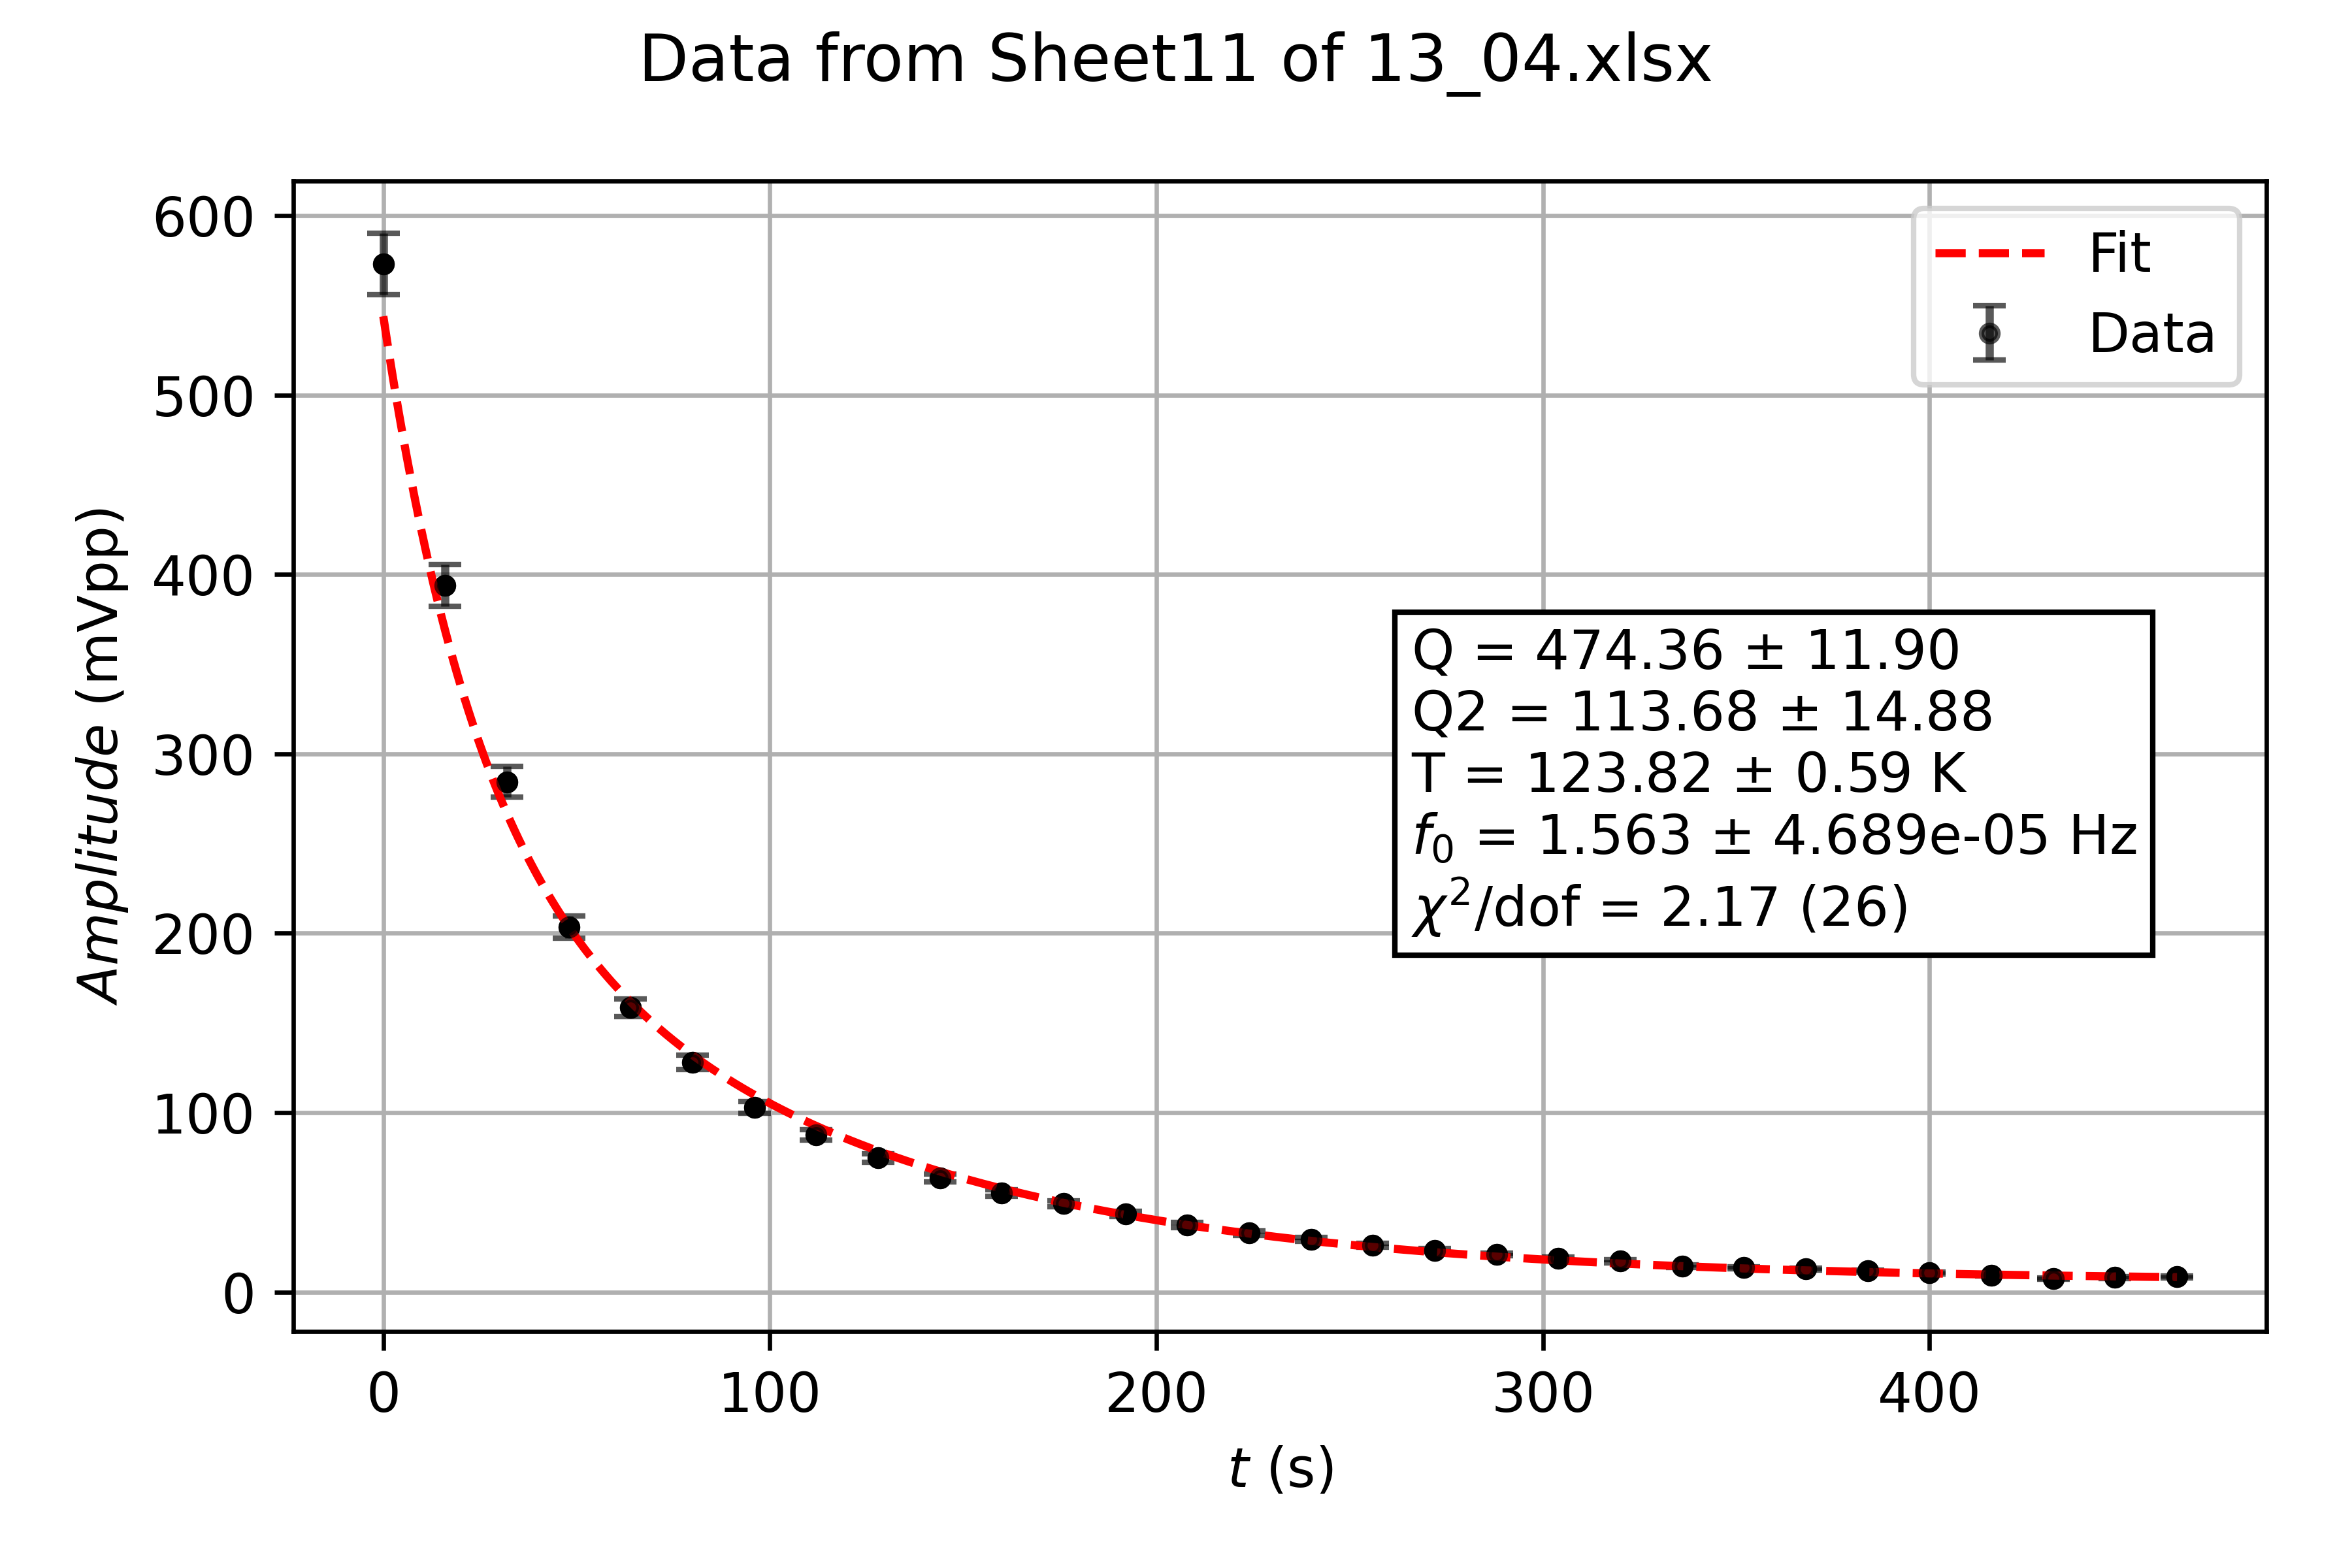 Data from Sheet11 of 13_04.xlsx
600
500
400
300
200
100
0
Amplitude (mVpp)
Fit
Data
Q = 474.36 ± 11.90
Q2 = 113.68 ± 14.88
T = 123.82 ± 0.59 K
f₀ = 1.563 ± 4.689e-05 Hz
χ²/dof = 2.17 (26)
0 100 200 300 400
t (s)